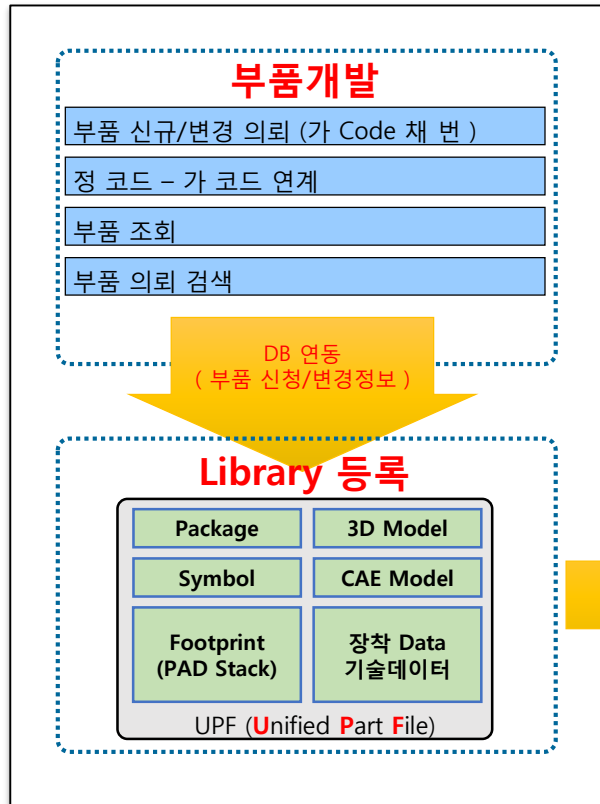 부품개발
부품 신규/변경 의뢰 (가 Code 채 번 )
정 코드 – 가 코드 연계
부품 조회
부품 의뢰 검색
DB 연동
( 부품 신청/변경정보 )
Library 등록
Package
3D Model
Symbol
CAE Model
Footprint
(PAD Stack)
장착 Data
기술데이터
UPF (Unified Part File)